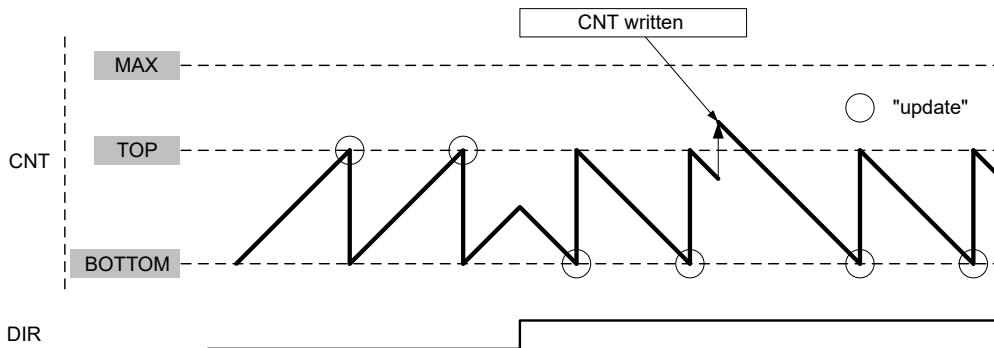 CNT written
MAX
"update"
TOP
CNT
BOTTOM
DIR